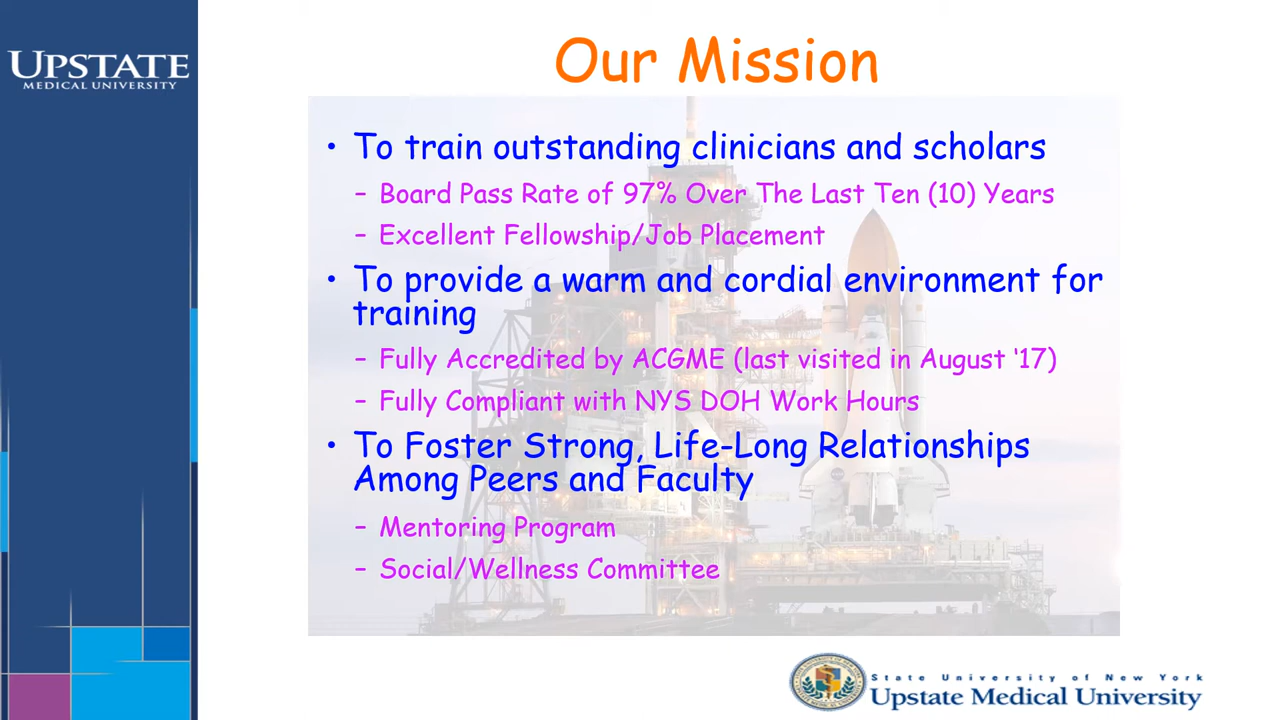 UPSTATE
MEDICAL UNIVERSITY
Our Mission
• To train outstanding clinicians and scholars
– Board Pass Rate of 97% Over The Last Ten (10) Years
– Excellent Fellowship/Job Placement
• To provide a warm and cordial environment for
training
– Fully Accredited by ACGME (last visited in August ‘17)
– Fully Compliant with NYS DOH Work Hours
• To Foster Strong, Life-Long Relationships
Among Peers and Faculty
– Mentoring Program
– Social/Wellness Committee
State University of New York
Upstate Medical University